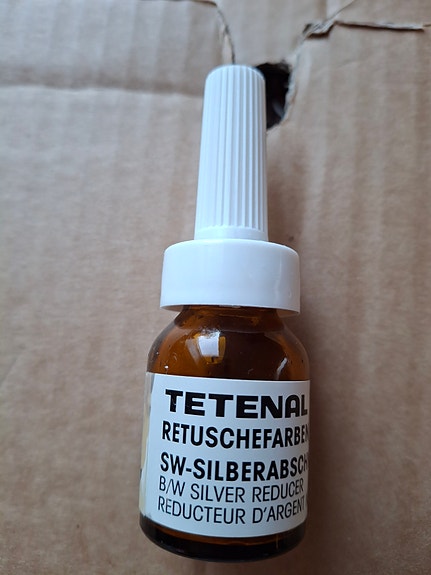 TETENAL
RETUSCHEFARBEN
SW-SILBERABSCH
B/W SILVER REDUCER
REDUCTEUR D'ARGENT